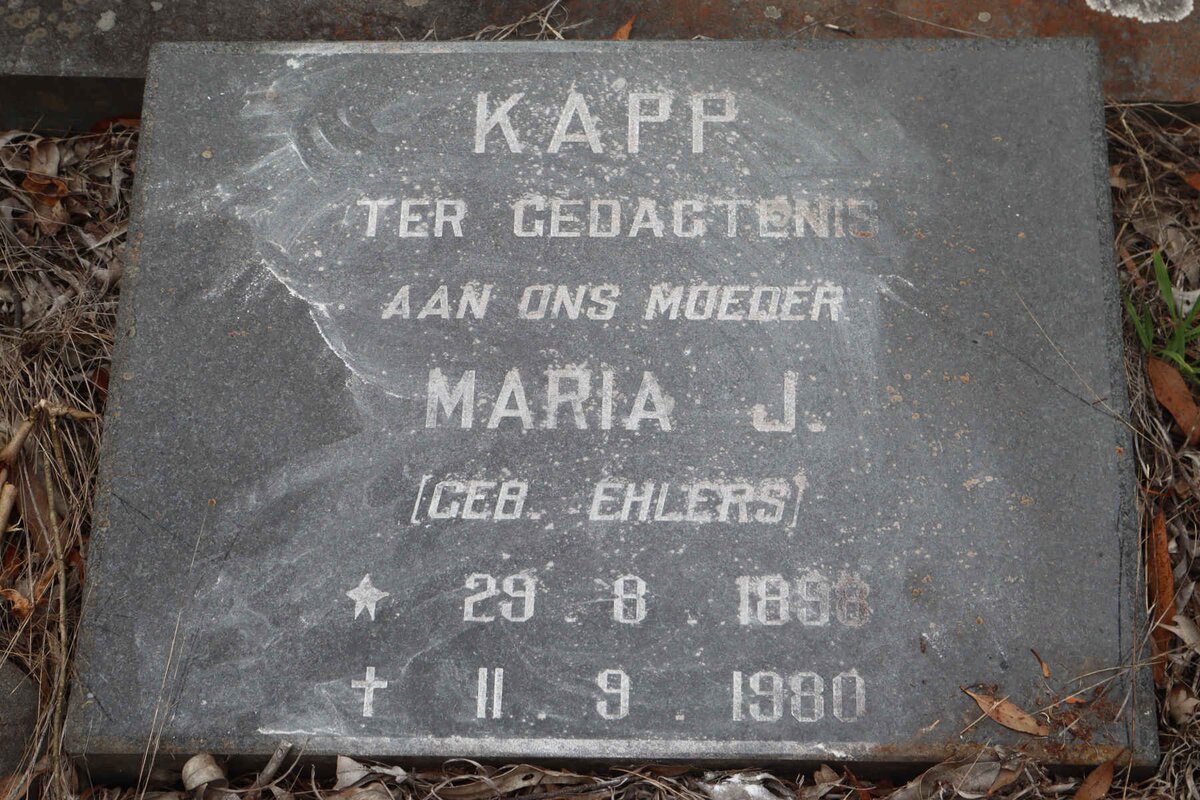 KAPP
TER GEDAGTENIS
AAN ONS MOEDER
MARIA J.
[GEB. EHLERS]
★ 29.8.1898
✝ 11.9.1980